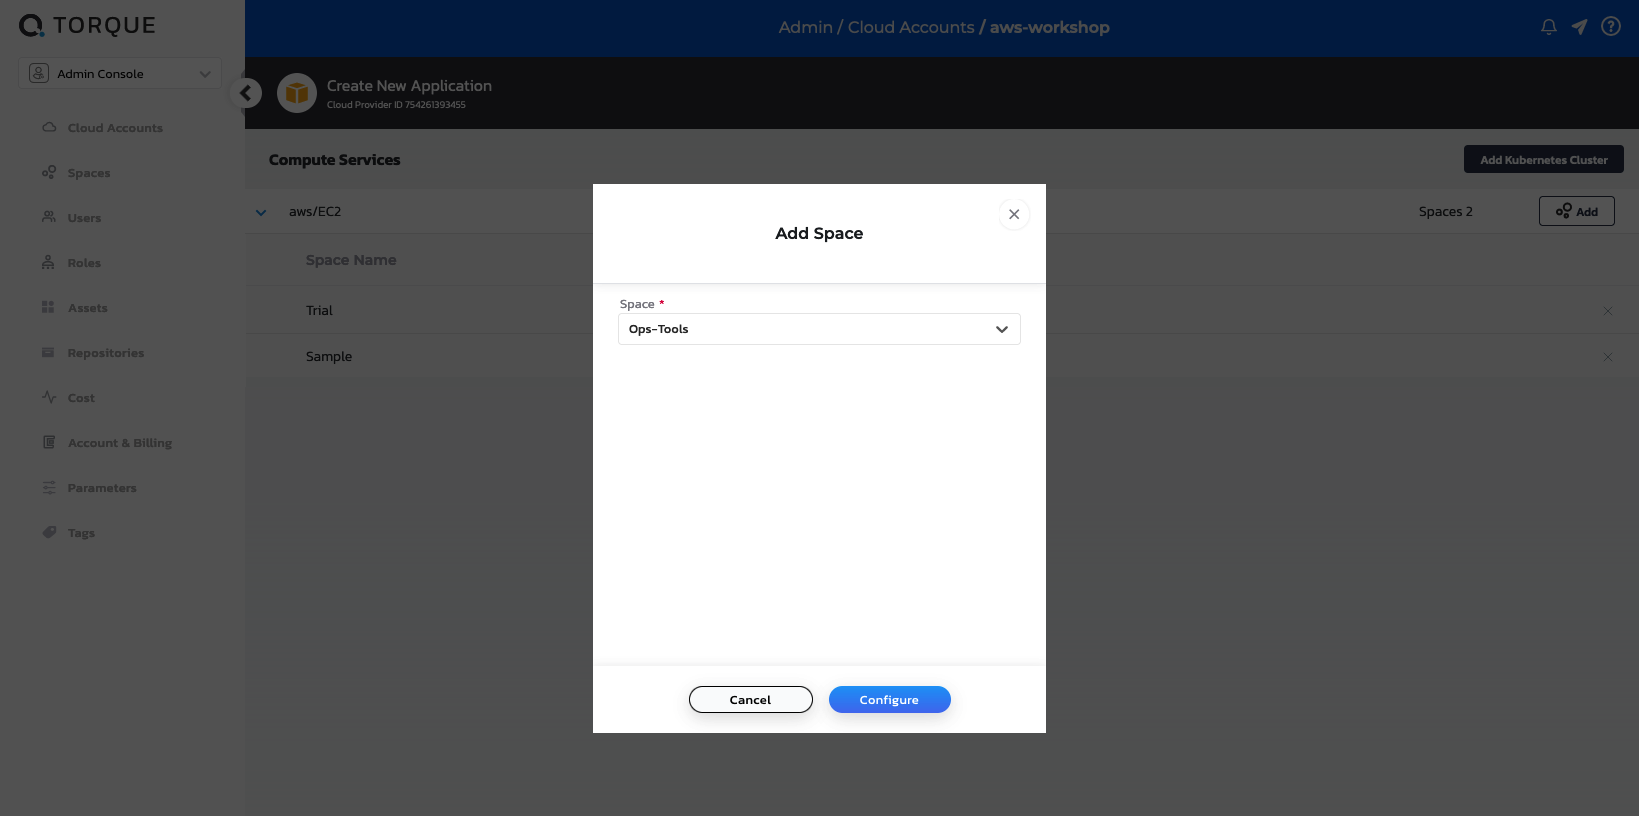 TORQUE
Admin / Cloud Accounts / aws-workshop
Admin Console
Create New Application
Cloud Provider ID 754261393455
Cloud Accounts
Spaces
Users
Roles
Assets
Repositories
Cost
Account & Billing
Parameters
Tags
Compute Services
Add Kubernetes Cluster
aws/EC2
Spaces 2
Add
Space Name
Trial
Sample
Add Space
Space *
Ops-Tools
Cancel
Configure